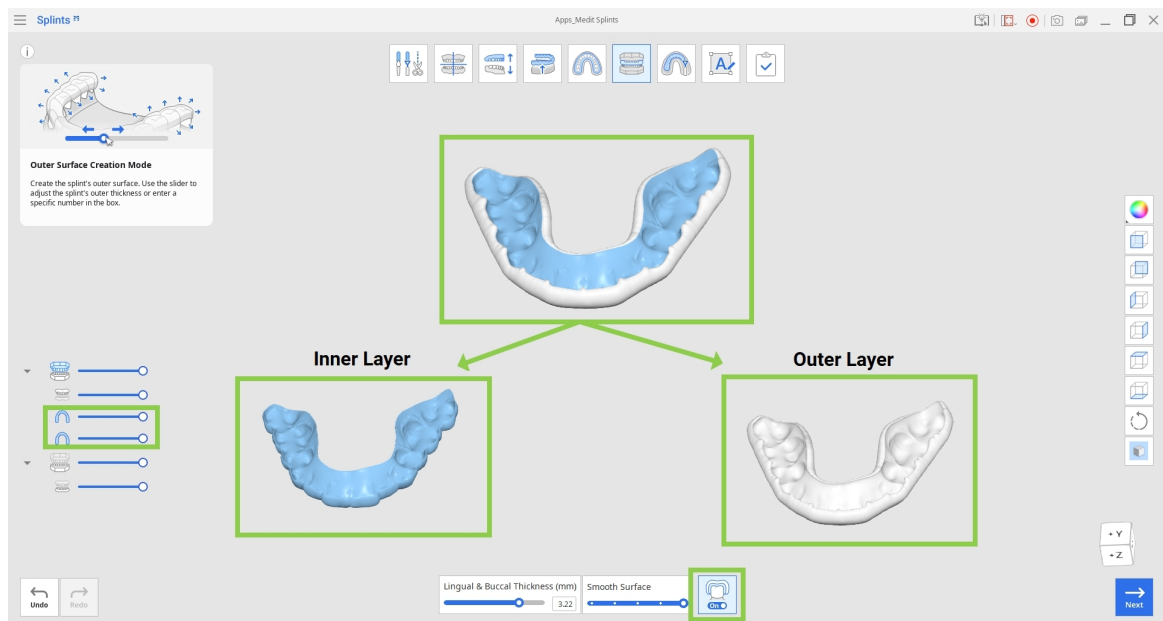 Splints
Apps_Medit Splints
Outer Surface Creation Mode
Create the splint's outer surface. Use the slider to
adjust the splint's outer thickness or enter a
specific number in the box.
Inner Layer
Outer Layer
+ Y
+ Z
Undo
Redo
Lingual & Buccal Thickness (mm)
3.22
Smooth Surface
On
Next